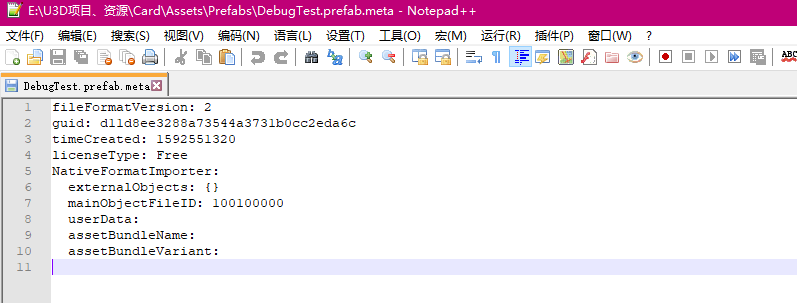 E:\U3D项目、资源\Card\Assets\Prefabs\DebugTest.prefab.meta - Notepad++
文件(F) 编辑(E) 搜索(S) 视图(V) 编码(N) 语言(L) 设置(T) 工具(O) 宏(M) 运行(R) 插件(P) 窗口(W) ?
ABC
DebugTest.prefab.meta
1 fileFormatVersion: 2
2 guid: d11d8ee3288a73544a3731b0cc2eda6c
3 timeCreated: 1592551320
4 licenseType: Free
5 NativeFormatImporter:
6 externalObjects: {}
7 mainObjectFileID: 100100000
8 userData:
9 assetBundleName:
10 assetBundleVariant:
11